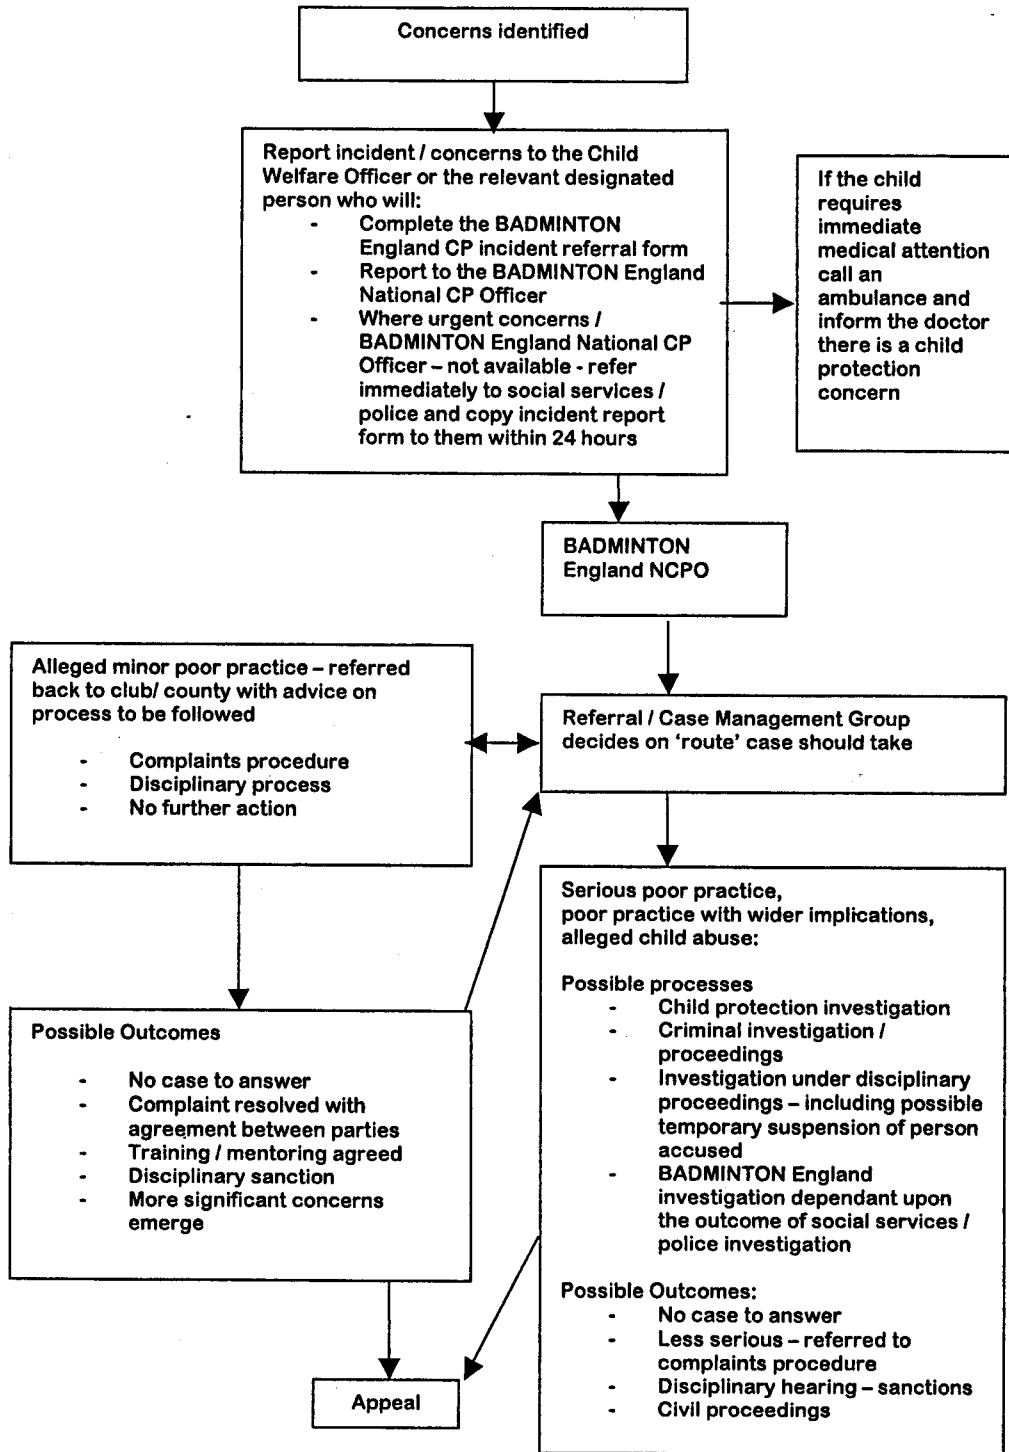 Concerns identified
Report incident / concerns to the Child
Welfare Officer or the relevant designated
person who will:
- Complete the BADMINTON
England CP incident referral form
- Report to the BADMINTON England
National CP Officer
- Where urgent concerns /
BADMINTON England National CP
Officer – not available - refer
immediately to social services /
police and copy incident report
form to them within 24 hours
If the child
requires
immediate
medical attention
call an
ambulance and
inform the doctor
there is a child
protection
concern
BADMINTON
England NCPO
Alleged minor poor practice – referred
back to club/ county with advice on
process to be followed
- Complaints procedure
- Disciplinary process
- No further action
Referral / Case Management Group
decides on 'route' case should take
Possible Outcomes
- No case to answer
- Complaint resolved with
agreement between parties
- Training / mentoring agreed
- Disciplinary sanction
- More significant concerns
emerge
Serious poor practice,
poor practice with wider implications,
alleged child abuse:
Possible processes
- Child protection investigation
- Criminal investigation /
proceedings
- Investigation under disciplinary
proceedings – including possible
temporary suspension of person
accused
- BADMINTON England
investigation dependant upon
the outcome of social services /
police investigation
Possible Outcomes:
- No case to answer
- Less serious – referred to
complaints procedure
- Disciplinary hearing – sanctions
- Civil proceedings
Appeal